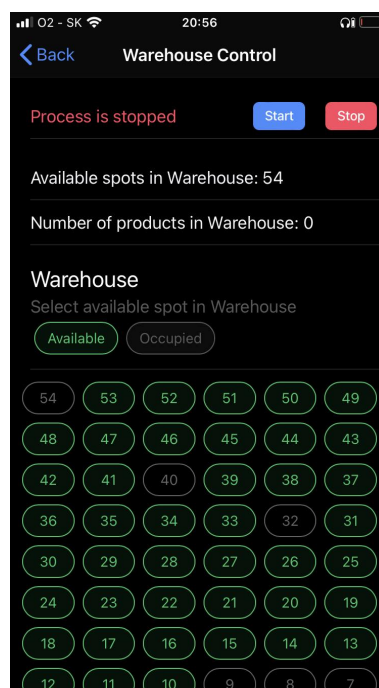 O2 - SK 20:56
Back Warehouse Control
Process is stopped Start Stop
Available spots in Warehouse: 54
Number of products in Warehouse: 0
Warehouse
Select available spot in Warehouse
Available Occupied
54 53 52 51 50 49
48 47 46 45 44 43
42 41 40 39 38 37
36 35 34 33 32 31
30 29 28 27 26 25
24 23 22 21 20 19
18 17 16 15 14 13
12 11 10 9 8 7